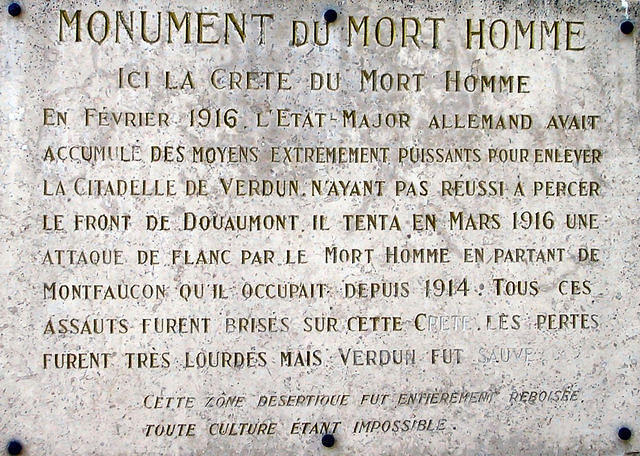 MONUMENT DU MORT HOMME
ICI LA CRETE DU MORT HOMME
EN FÉVRIER 1916 L'ETAT-MAJOR ALLEMAND AVAIT
ACCUMULÉ DES MOYENS EXTREMEMENT PUISSANTS POUR ENLEVER
LA CITADELLE DE VERDUN. N'AYANT PAS RÉUSSI A PERCER
LE FRONT DE DOUAUMONT, IL TENTA EN MARS 1916 UNE
ATTAQUE DE FLANC PAR LE MORT HOMME EN PARTANT DE
MONTFAUCON QU'IL OCCUPAIT DEPUIS 1914. TOUS CES
ASSAUTS FURENT BRISÉS SUR CETTE CRETE. LES PERTES
FURENT TRÈS LOURDES MAIS VERDUN FUT SAUVÉ
CETTE ZÔNE DÉSERTIQUE FUT ENTIÈREMENT REBOISÉE,
TOUTE CULTURE ÉTANT IMPOSSIBLE.